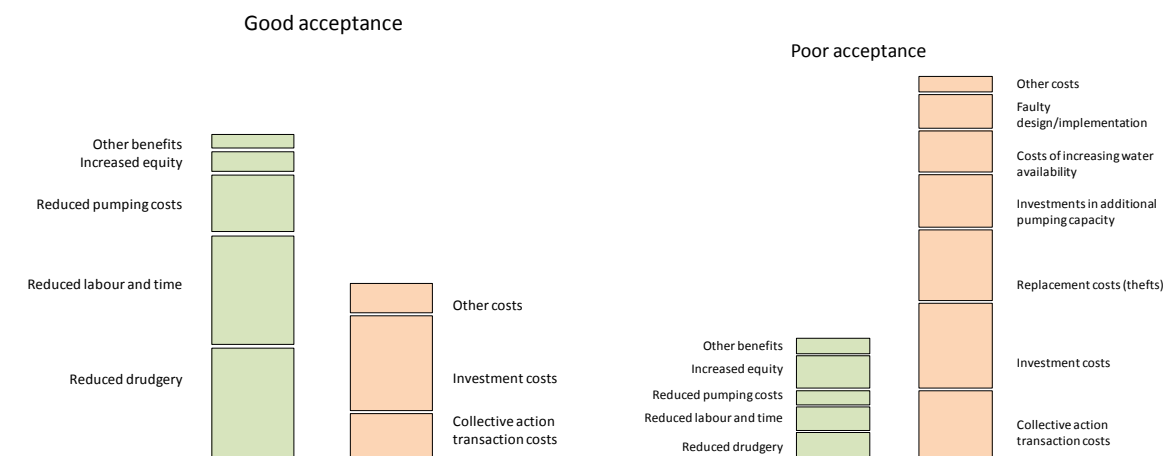 Good acceptance
Other benefits
Increased equity
Reduced pumping costs
Reduced labour and time
Reduced drudgery
Other costs
Investment costs
Collective action
transaction costs
Poor acceptance
Other benefits
Increased equity
Reduced pumping costs
Reduced labour and time
Reduced drudgery
Other costs
Faulty
design/implementation
Costs of increasing water
availability
Investments in additional
pumping capacity
Replacement costs (thefts)
Investment costs
Collective action
transaction costs